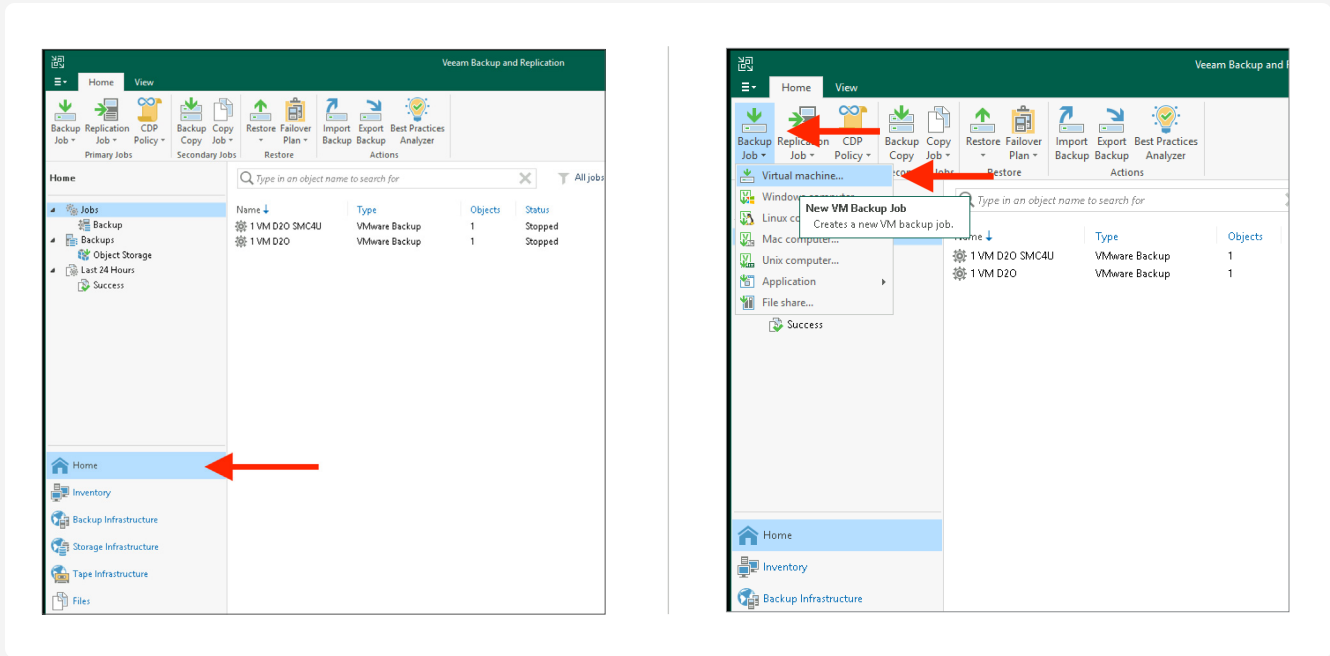 Veeam Backup and Replication
Home View
Backup Replication CDP Backup Copy Restore Failover Import Export Best Practices
Job Job Policy Copy Job Plan Backup Backup Analyzer
Primary Jobs Secondary Jobs Restore Actions
Home
Type in an object name to search for
All jobs
Jobs
Backup
Backups
Object Storage
Last 24 Hours
Success
Name Type Objects Status
1 VM D2O SMC4U VMware Backup 1 Stopped
1 VM D2O VMware Backup 1 Stopped
Home
Inventory
Backup Infrastructure
Storage Infrastructure
Tape Infrastructure
Files
Veeam Backup and
Home View
Backup Replication CDP Backup Copy Restore Failover Import Export Best Practices
Job Job Policy Copy Job Plan Backup Backup Analyzer
Actions
Virtual machine...
Windows computer...
Linux
Mac computer...
Unix computer...
Application
File share...
New VM Backup Job
Creates a new VM backup job.
Type in an object name to search for
Type Objects
1 VM D2O SMC4U VMware Backup 1
1 VM D2O VMware Backup 1
Success
Home
Inventory
Backup Infrastructure